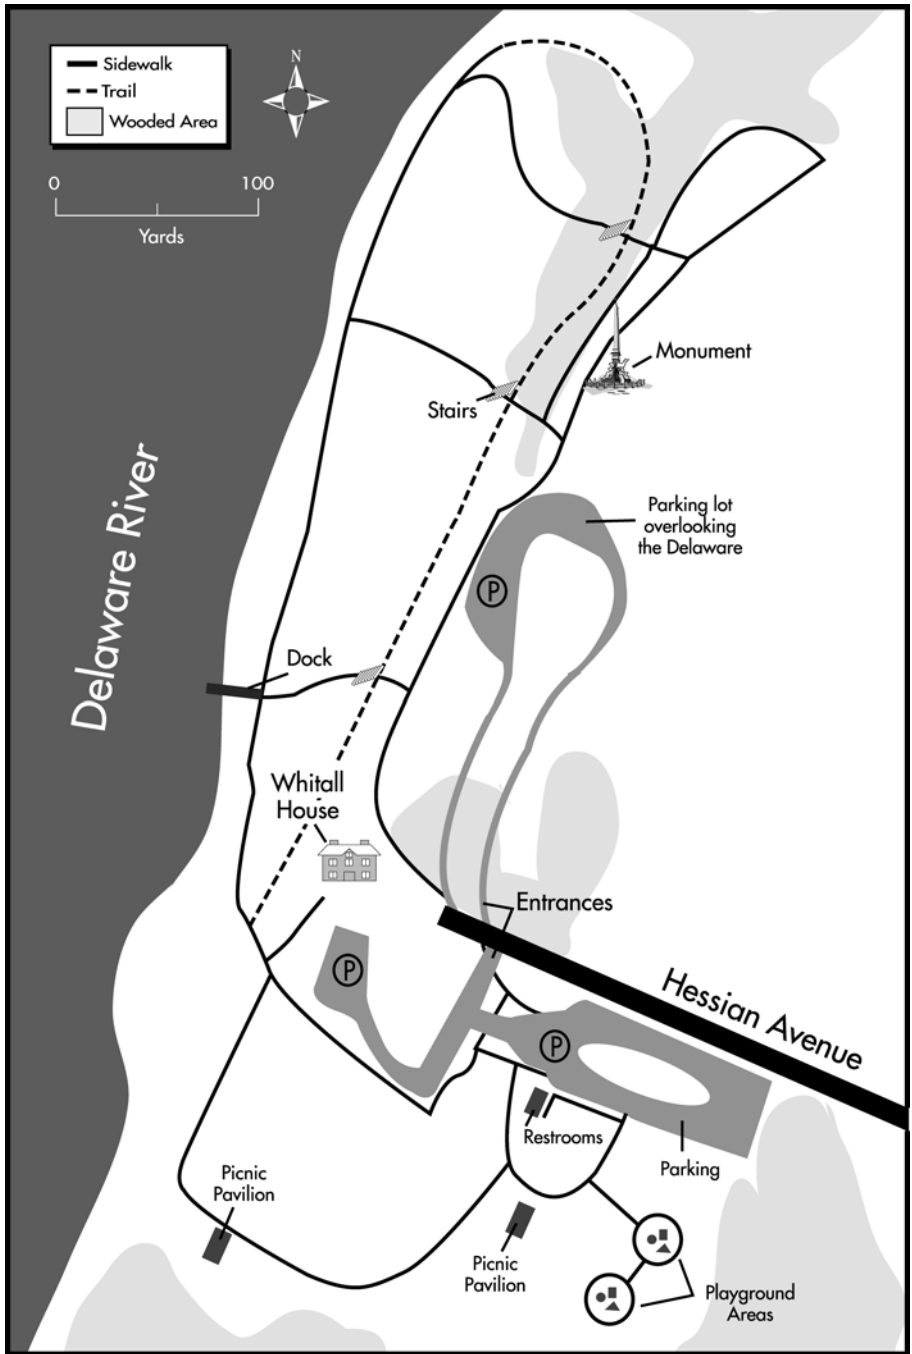 Sidewalk
Trail
Wooded Area
N
0 100
Yards
Monument
Stairs
Parking lot
overlooking
the Delaware
P
Delaware River
Dock
Whitall
House
Entrances
P
Hessian Avenue
P
Restrooms
Parking
Picnic
Pavilion
Picnic
Pavilion
Playground
Areas